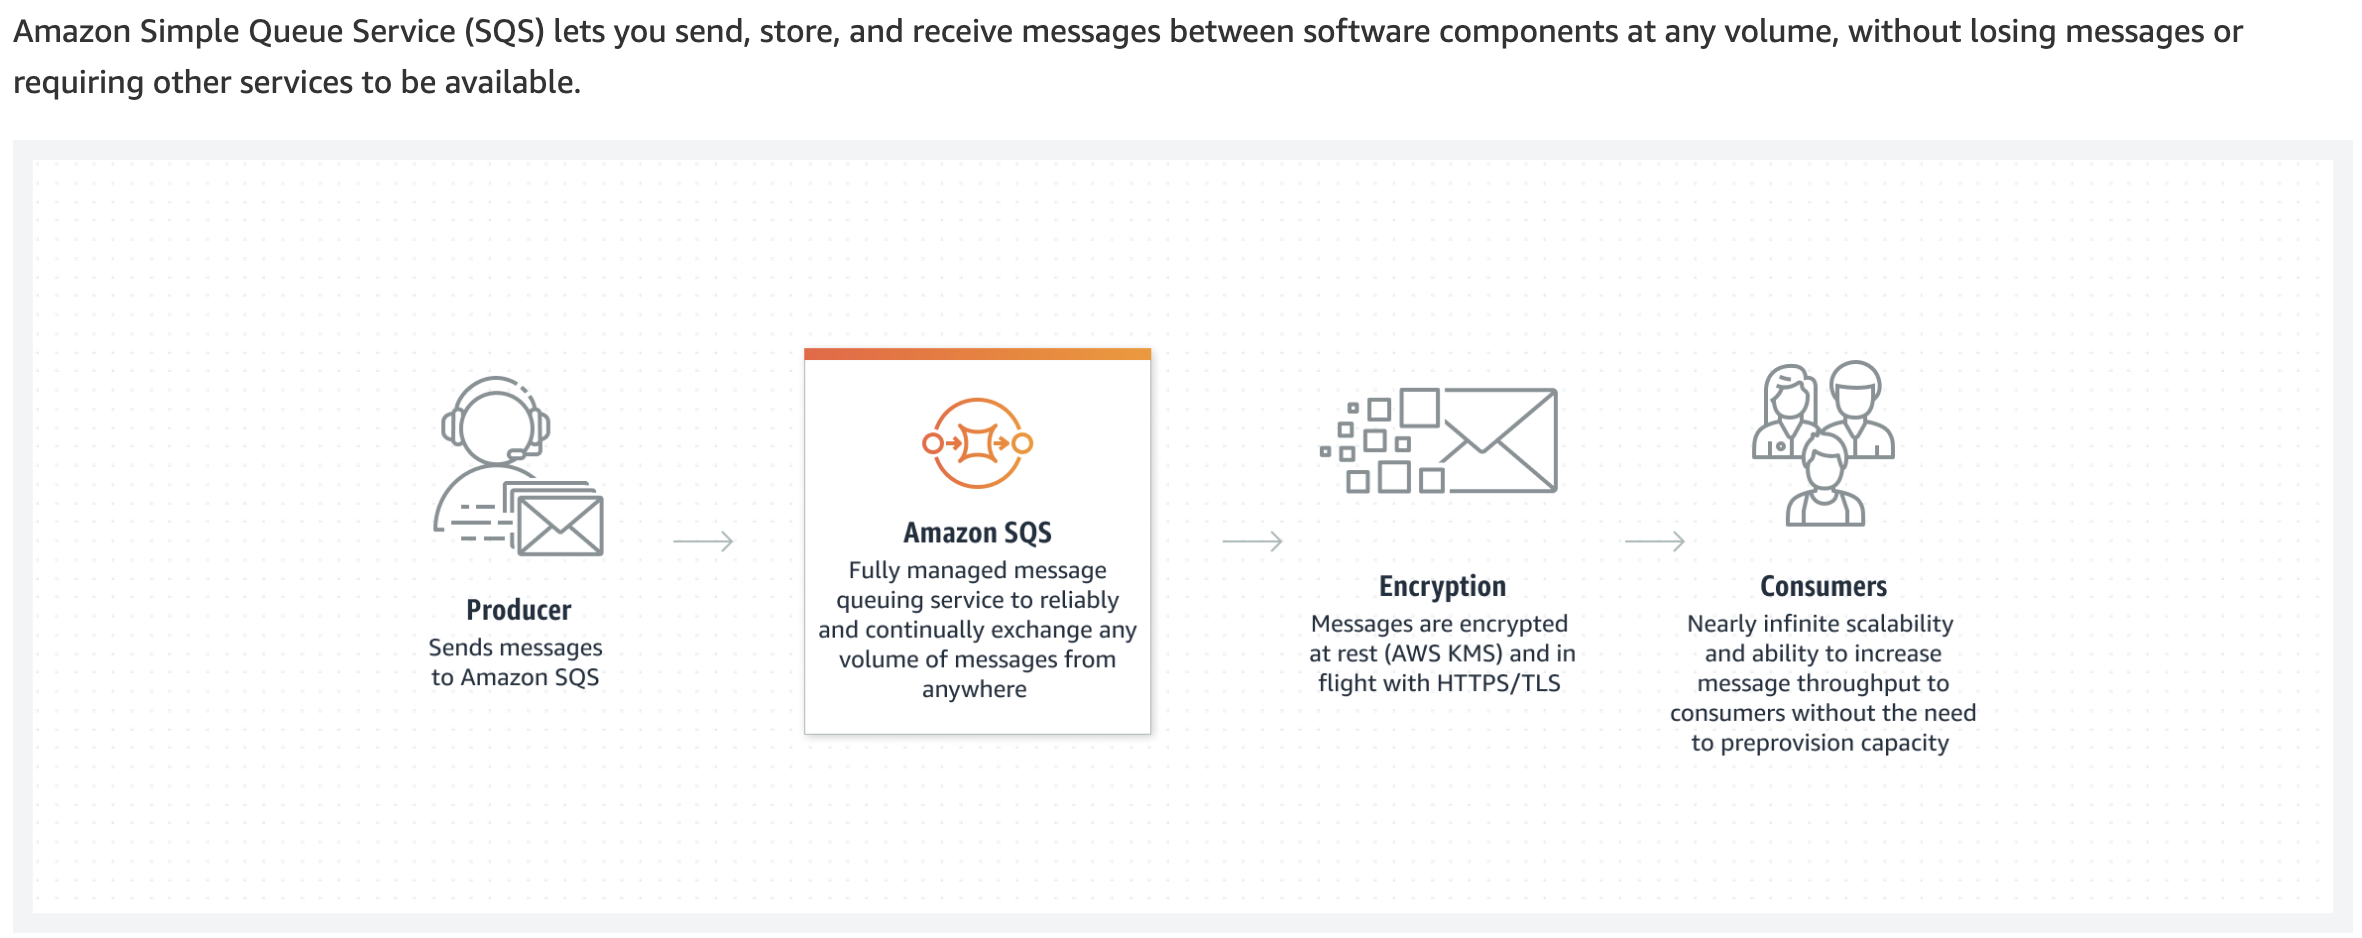 Amazon Simple Queue Service (SQS) lets you send, store, and receive messages between software components at any volume, without losing messages or
requiring other services to be available.
Producer
Sends messages
to Amazon SQS
Amazon SQS
Fully managed message
queuing service to reliably
and continually exchange any
volume of messages from
anywhere
Encryption
Messages are encrypted
at rest (AWS KMS) and in
flight with HTTPS/TLS
Consumers
Nearly infinite scalability
and ability to increase
message throughput to
consumers without the need
to preprovision capacity